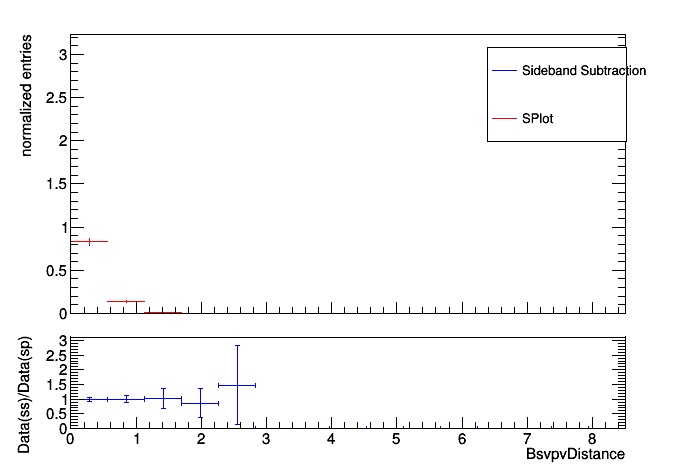 normalized entries
3
2.5
2
1.5
1
0.5
0
Sideband Subtraction
SPlot
Data(ss)/Data(sp)
3
2.5
2
1.5
1
0.5
0
0 1 2 3 4 5 6 7 8
BsvpvDistance